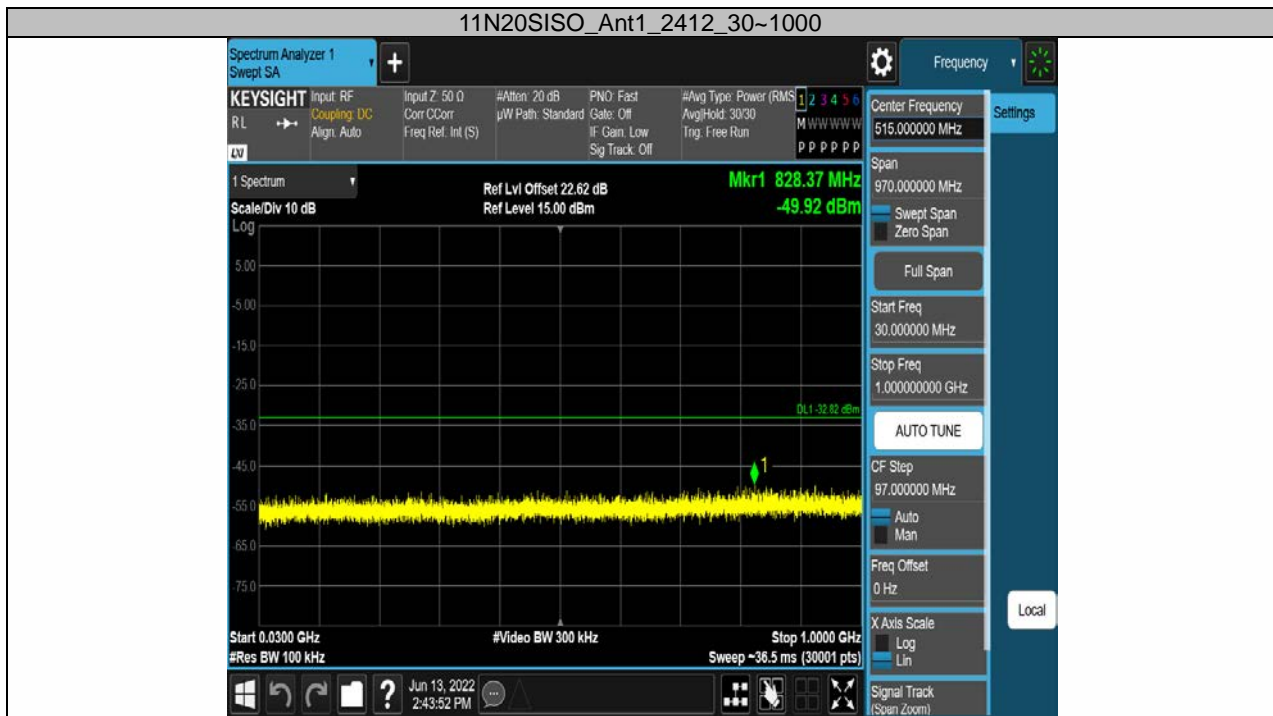 11N20SISO_Ant1_2412_30~1000
Spectrum Analyzer 1
Swept SA
+
Frequency
KEYSIGHT
RL
LXI
Input: RF
Coupling: DC
Align: Auto
Input Z: 50 Ω
Corr CCorr
Freq Ref: Int (S)
#Atten: 20 dB
µW Path: Standard
PNO: Fast
Gate: Off
IF Gain: Low
Sig Track: Off
#Avg Type: Power (RMS
Avg|Hold: 30/30
Trig: Free Run
1 2 3 4 5 6
M W W W W W
P P P P P P
1 Spectrum
Scale/Div 10 dB
Log
Ref Lvl Offset 22.62 dB
Ref Level 15.00 dBm
Mkr1 828.37 MHz
-49.92 dBm
5.00
-5.00
-15.0
-25.0
DL1 -32.82 dBm
-35.0
1
-45.0
-55.0
-65.0
-75.0
Start 0.0300 GHz
#Res BW 100 kHz
#Video BW 300 kHz
Stop 1.0000 GHz
Sweep ~36.5 ms (30001 pts)
?
Jun 13, 2022
2:43:52 PM
Center Frequency
515.000000 MHz
Span
970.000000 MHz
Swept Span
Zero Span
Full Span
Start Freq
30.000000 MHz
Stop Freq
1.000000000 GHz
AUTO TUNE
CF Step
97.000000 MHz
Auto
Man
Freq Offset
0 Hz
X Axis Scale
Log
Lin
Signal Track
(Span Zoom)
Settings
Local